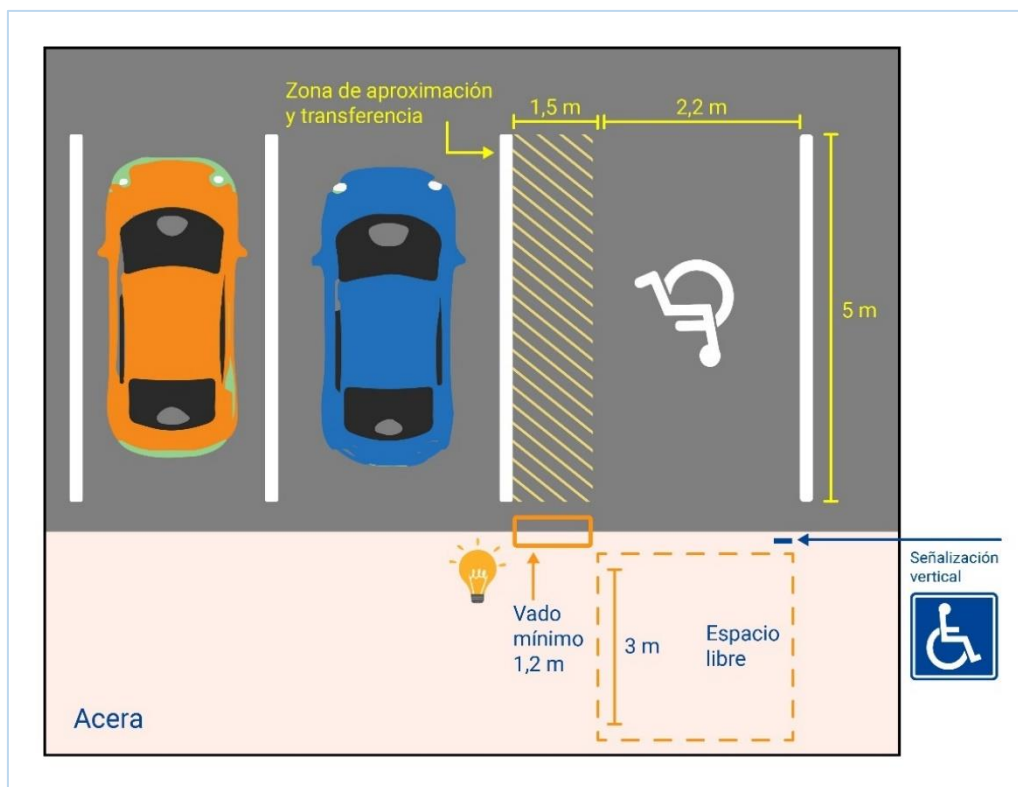 Zona de aproximación
y transferencia
1,5 m
2,2 m
5 m
Señalización
vertical
Vado
mínimo
1,2 m
3 m
Espacio
libre
Acera